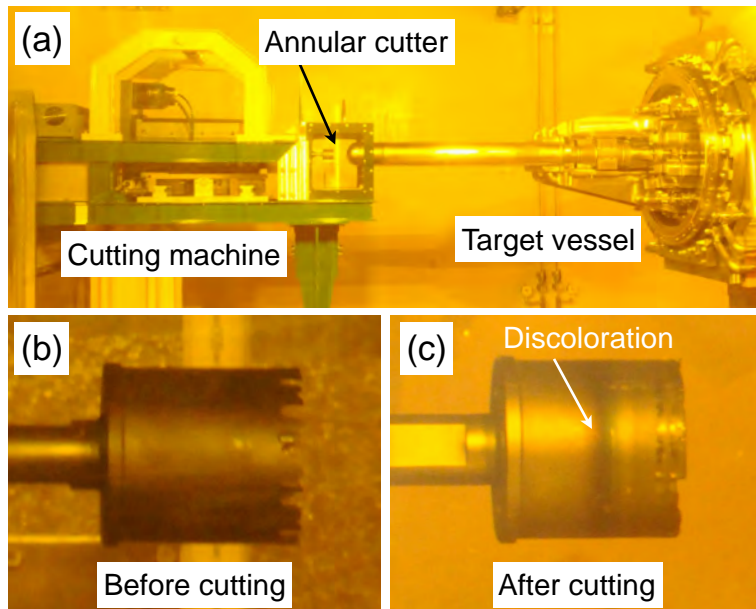 (a)
Annular cutter
Cutting machine
Target vessel
(b)
Before cutting
(c)
Discoloration
After cutting